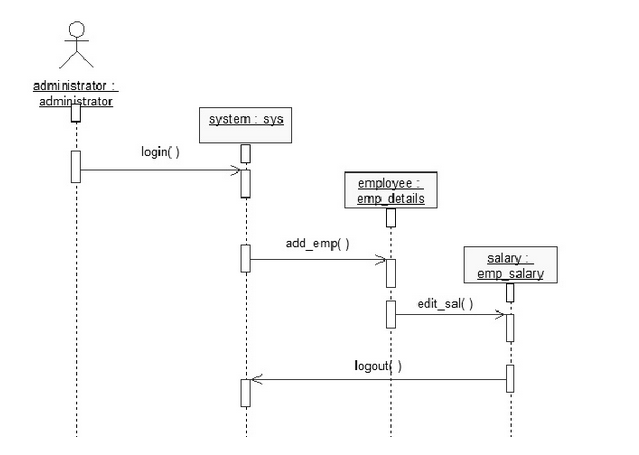 administrator :
administrator
system : sys
login( )
employee :
emp_details
add_emp( )
salary :
emp_salary
edit_sal( )
logout( )